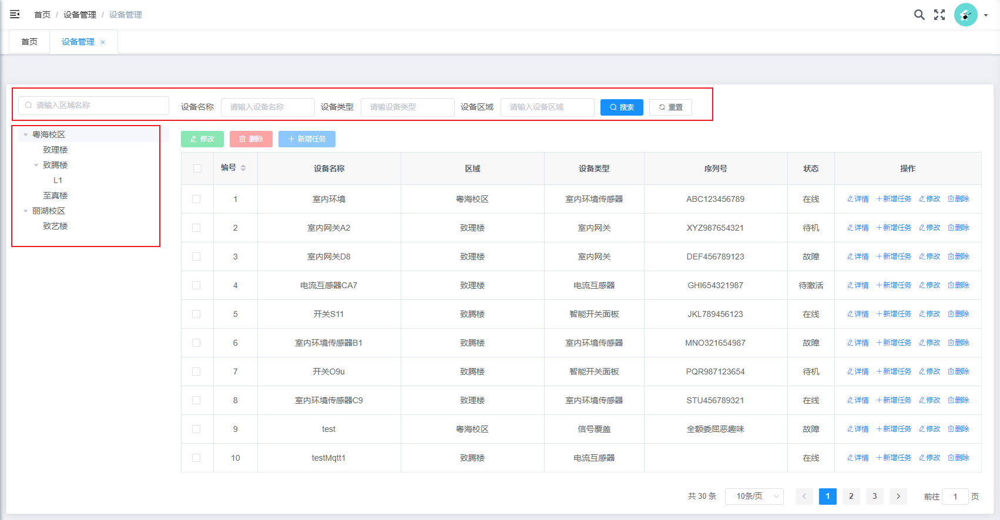 首页 / 设备管理 / 设备管理
首页 设备管理 ×
请输入区域名称 设备名称 请输入设备名称 设备类型 请输设备类型 设备区域 请输入设备区域 搜索 重置
粤海校区
致理楼
致腾楼
L1
至真楼
丽湖校区
致艺楼
修改 删除 新增任务
编号 设备名称 区域 设备类型 序列号 状态 操作
1 室内环境 粤海校区 室内环境传感器 ABC123456789 在线 详情 +新增任务 修改 删除
2 室内网关A2 致理楼 室内网关 XYZ987654321 待机 详情 +新增任务 修改 删除
3 室内网关D8 致理楼 室内网关 DEF456789123 故障 详情 +新增任务 修改 删除
4 电流互感器CA7 致理楼 电流互感器 GHI654321987 待激活 详情 +新增任务 修改 删除
5 开关S11 致腾楼 智能开关面板 JKL789456123 在线 详情 +新增任务 修改 删除
6 室内环境传感器B1 致腾楼 室内环境传感器 MNO321654987 故障 详情 +新增任务 修改 删除
7 开关O9u 致腾楼 智能开关面板 PQR987123654 待机 详情 +新增任务 修改 删除
8 室内环境传感器C9 致理楼 室内环境传感器 STU456789321 在线 详情 +新增任务 修改 删除
9 test 粤海校区 信号覆盖 全额委屈恶趣味 故障 详情 +新增任务 修改 删除
10 testMqtt1 致腾楼 电流互感器 在线 详情 +新增任务 修改 删除
共 30 条 10条/页 < 1 2 3 > 前往 1 页